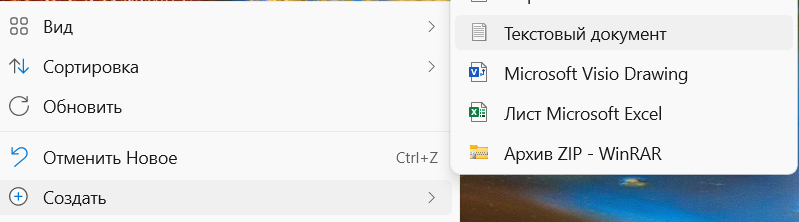 Вид
Сортировка
Обновить
Отменить Новое Ctrl+Z
Создать
Текстовый документ
Microsoft Visio Drawing
Лист Microsoft Excel
Архив ZIP - WinRAR